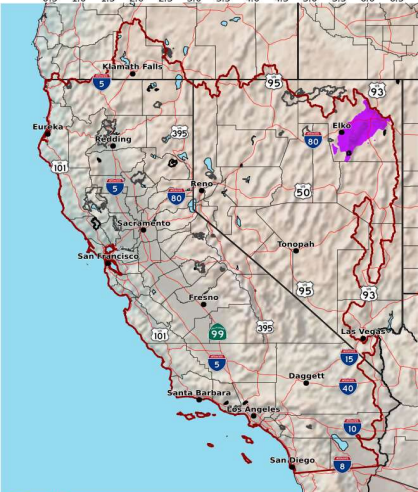 Klamath Falls
5
95
93
Eureka
Redding
395
Elko
80
101
5
Reno
80
50
Sacramento
San Francisco
Tonopah
95
93
Fresno
101
99
395
Las Vegas
5
15
Daggett
40
Santa Barbara
Los Angeles
10
San Diego
8